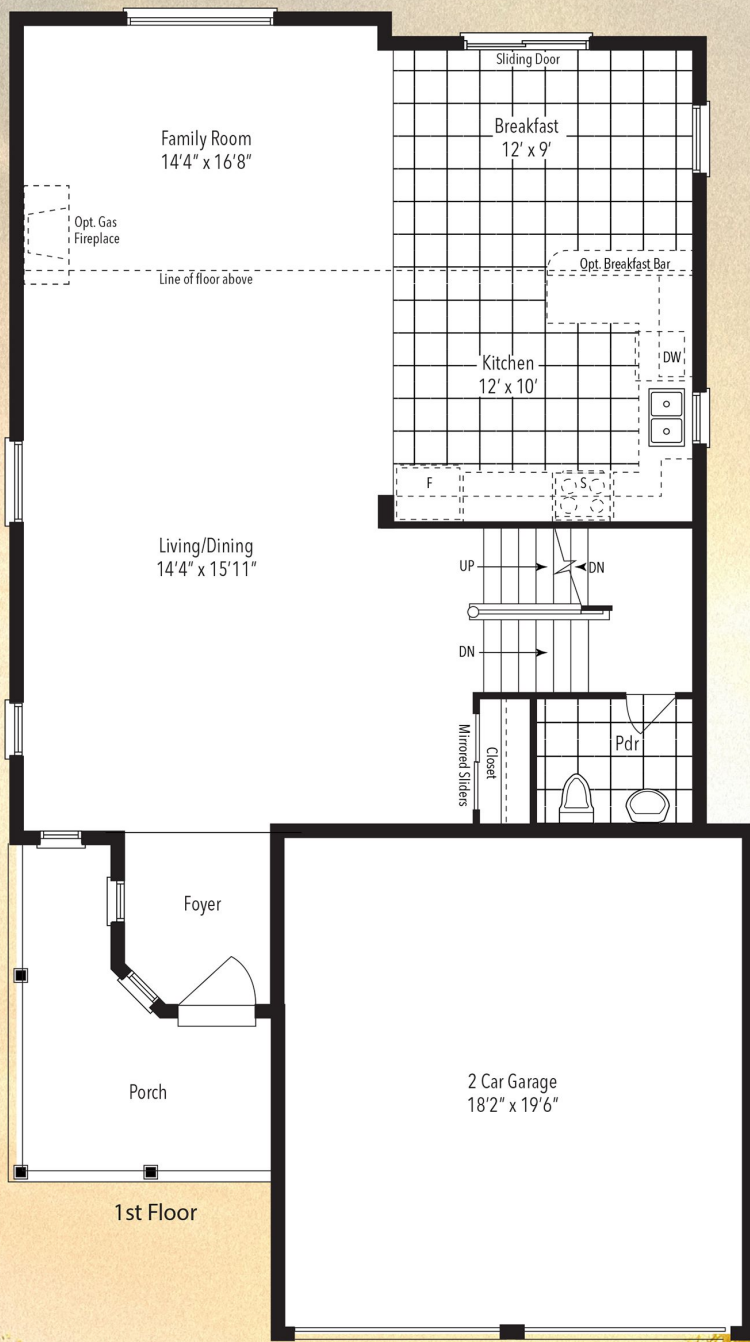 Sliding Door
Breakfast
12' x 9'
Family Room
14'4" x 16'8"
Opt. Gas
Fireplace
Opt. Breakfast Bar
Line of floor above
DW
Kitchen
12' x 10'
F
S
Living/Dining
14'4" x 15'11"
UP
DN
DN
Mirrored Sliders
Closet
Pdr
Foyer
2 Car Garage
18'2" x 19'6"
Porch
1st Floor